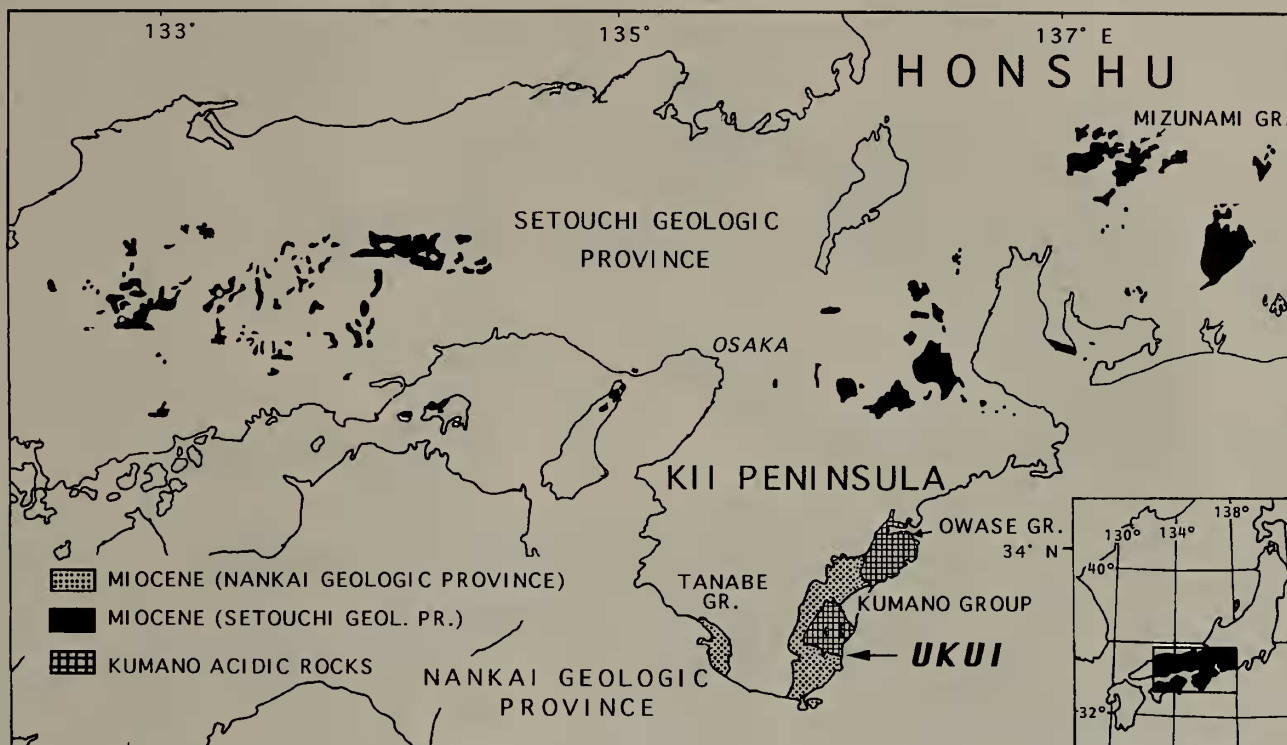 133°
135°
137° E
HONSHU
MIZUNAMI GR.
SETOUCHI GEOLOGIC
PROVINCE
OSAKA
KII PENINSULA
OWASE GR.
34° N
TANABE
GR.
KUMANO GROUP
UKUI
NANKAI GEOLOGIC
PROVINCE
MIOCENE (NANKAI GEOLOGIC PROVINCE)
MIOCENE (SETOUCHI GEOL. PR.)
KUMANO ACIDIC ROCKS
138°
130° 134°
40°
32°